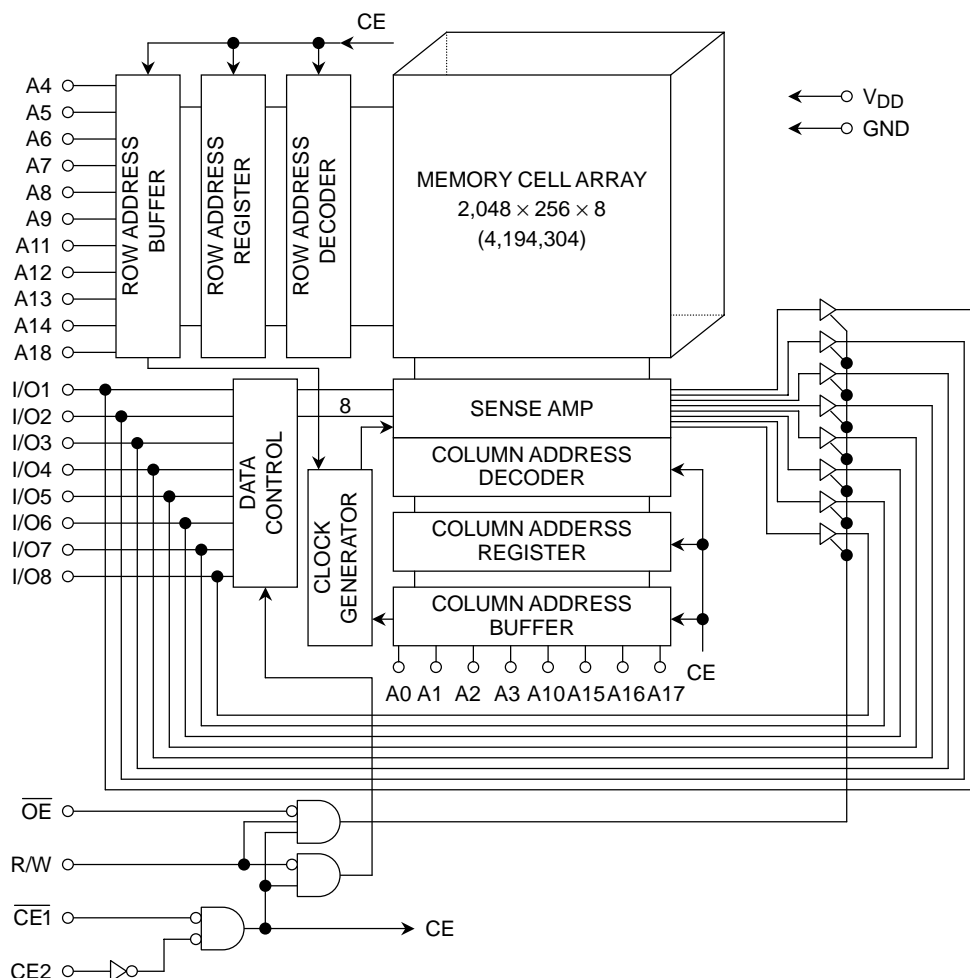 CE
A4
A5
A6
A7
A8
A9
A11
A12
A13
A14
A18
ROW ADDRESS
BUFFER
ROW ADDRESS
REGISTER
ROW ADDRESS
DECODER
MEMORY CELL ARRAY
2,048 × 256 × 8
(4,194,304)
VDD
GND
I/O1
I/O2
I/O3
I/O4
I/O5
I/O6
I/O7
I/O8
DATA
CONTROL
8
CLOCK
GENERATOR
SENSE AMP
COLUMN ADDRESS
DECODER
COLUMN ADDERSS
REGISTER
COLUMN ADDRESS
BUFFER
A0 A1 A2 A3 A10 A15 A16 A17
CE
O̅E̅
R/W
C̅E̅1̅
CE2
CE